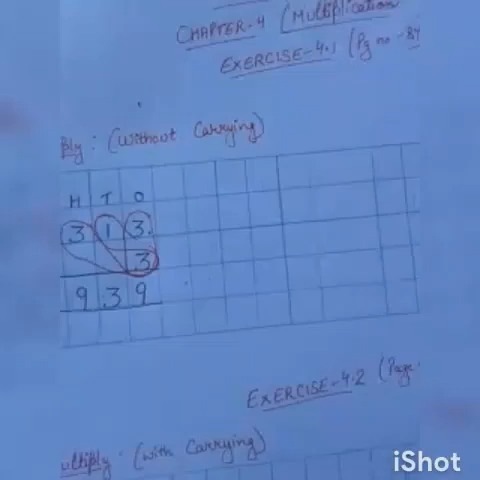 CHAPTER-4 (Multiplication
EXERCISE-4.1 (Pg no-84
ply: (Without Carrying)
H T O
3 1 3
3
9 3 9
EXERCISE-4.2 (Page
ultiply: (With Carrying)
iShot